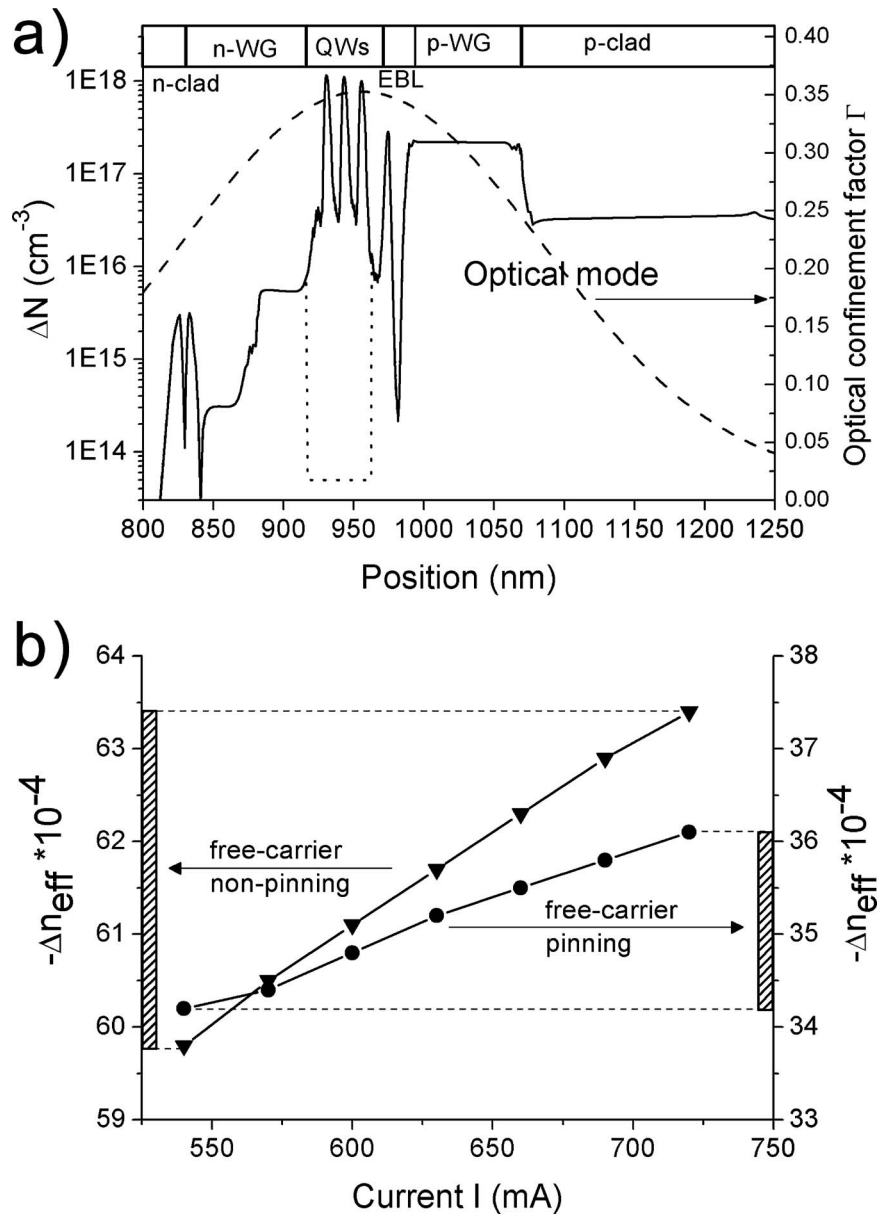 a)
n-WG QWs p-WG p-clad
n-clad EBL
1E18
1E17
1E16
1E15
1E14
ΔN (cm⁻³)
0.40
0.35
0.30
0.25
0.20
0.15
0.10
0.05
0.00
Optical confinement factor Γ
Optical mode
800 850 900 950 1000 1050 1100 1150 1200 1250
Position (nm)
b)
64
63
62
61
60
59
-Δn_eff *10^-4
38
37
36
35
34
33
-Δn_eff *10^-4
free-carrier
non-pinning
free-carrier
pinning
550 600 650 700 750
Current I (mA)